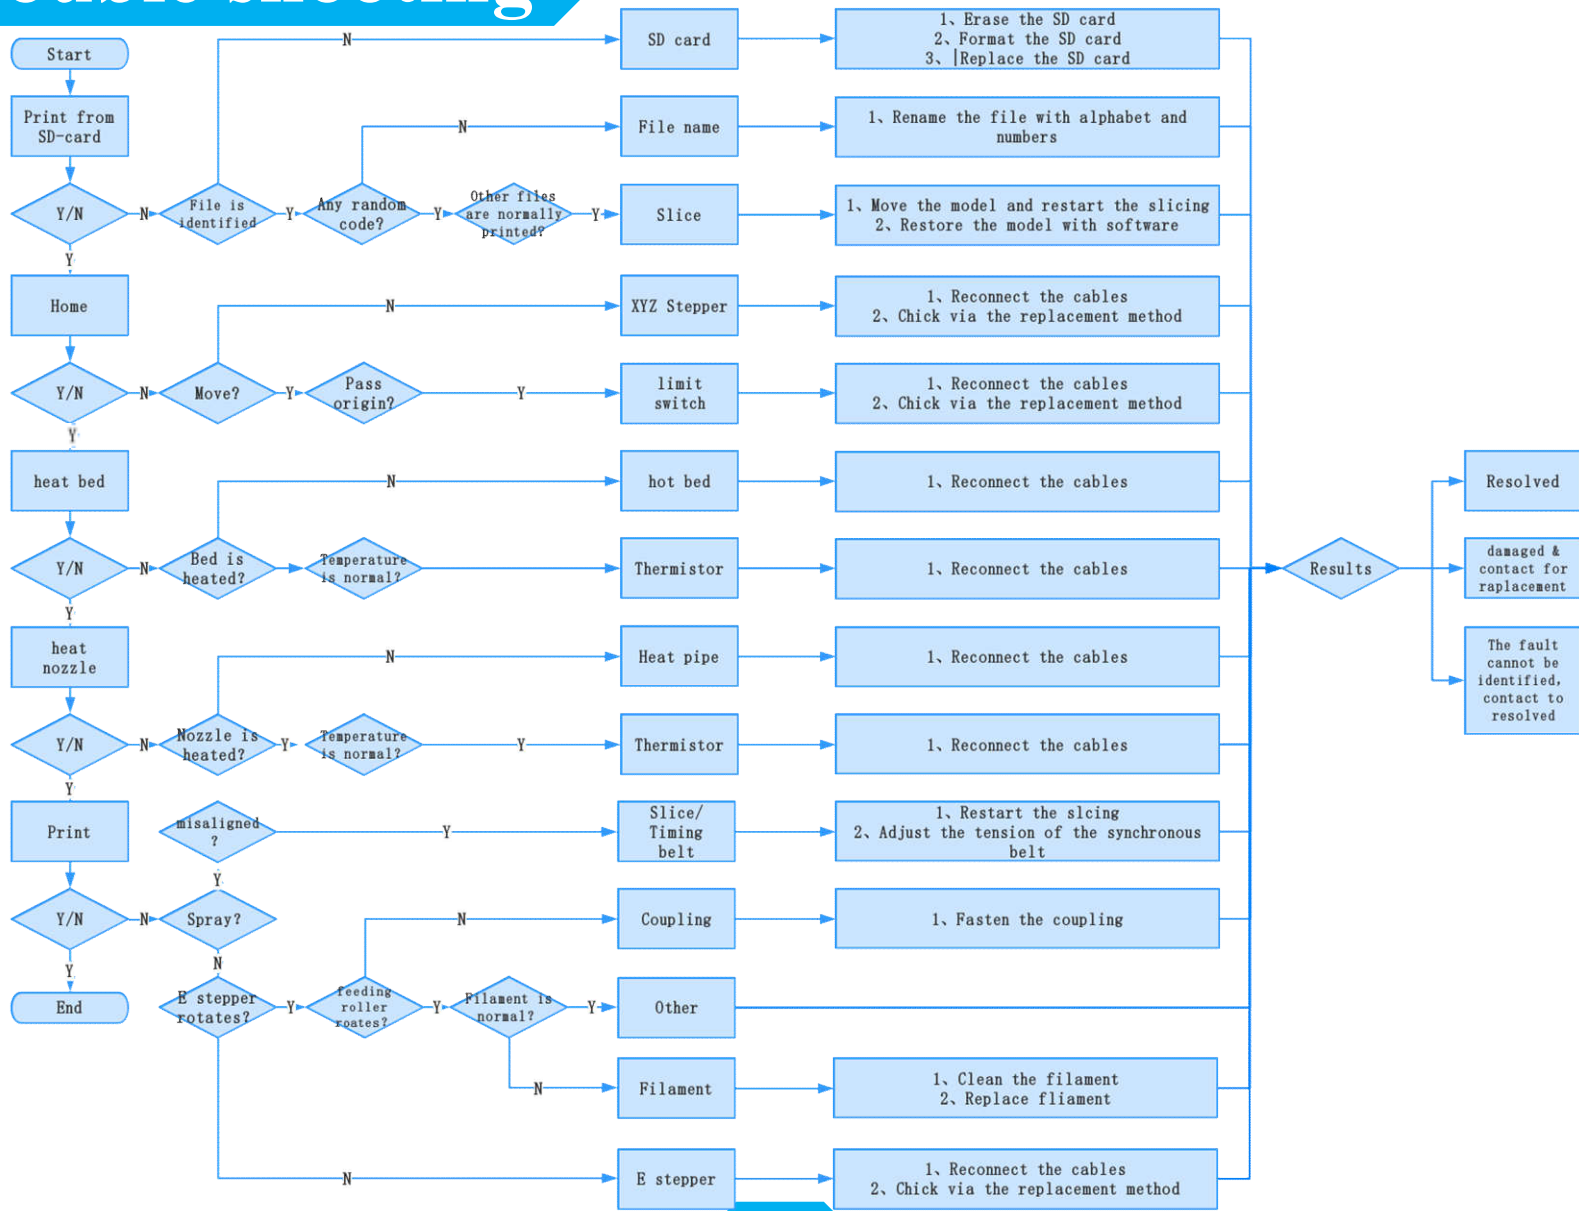 Start
N
SD card
1、Erase the SD card
2、Format the SD card
3、|Replace the SD card
Print from
SD-card
N
File name
1、Rename the file with alphabet and
numbers
Y/N
N
File is
identified
Y
Any random
code?
Y
Other files
are normally
printed?
Y
Slice
1、Move the model and restart the slicing
2、Restore the model with software
Y
Home
N
XYZ Stepper
1、Reconnect the cables
2、Chick via the replacement method
Y/N
N
Move?
Y
Pass
origin?
Y
limit
switch
1、Reconnect the cables
2、Chick via the replacement method
Y
heat bed
N
hot bed
1、Reconnect the cables
Resolved
Y/N
N
Bed is
heated?
Temperature
is normal?
Thermistor
1、Reconnect the cables
Results
damaged &
contact for
raplacement
Y
heat
nozzle
N
Heat pipe
1、Reconnect the cables
The fault
cannot be
identified,
contact to
resolved
Y/N
N
Nozzle is
heated?
Y
Temperature
is normal?
Y
Thermistor
1、Reconnect the cables
Y
Print
misaligned
?
Y
Slice/
Timing
belt
1、Restart the slcing
2、Adjust the tension of the synchronous
belt
Y
Y/N
N
Spray?
N
Coupling
1、Fasten the coupling
Y
N
End
E stepper
rotates?
Y
feeding
roller
roates?
Y
Filament is
normal?
Y
Other
N
Filament
1、Clean the filament
2、Replace fliament
N
E stepper
1、Reconnect the cables
2、Chick via the replacement method